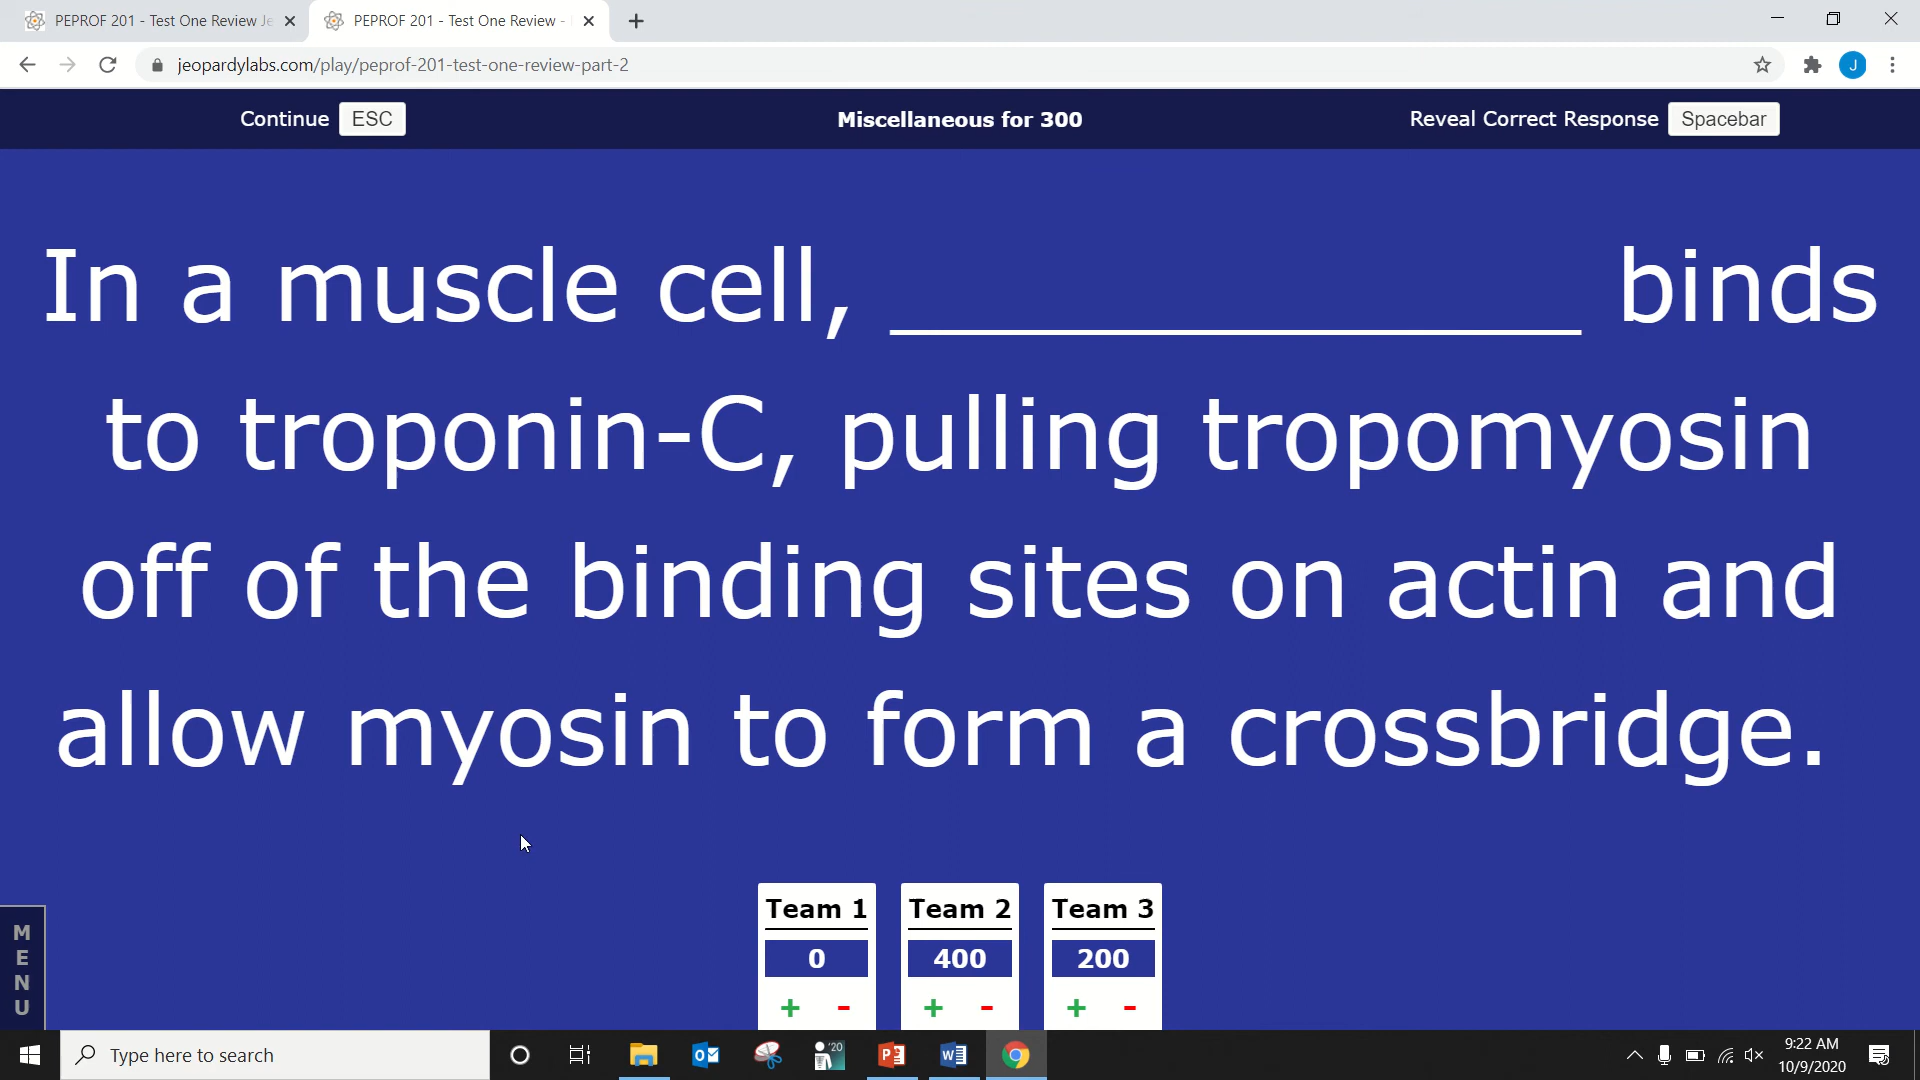 PEPROF 201 - Test One Review Je
PEPROF 201 - Test One Review -
jeopardylabs.com/play/peprof-201-test-one-review-part-2
J
Continue ESC
Miscellaneous for 300
Reveal Correct Response Spacebar
In a muscle cell, ______________ binds
to troponin-C, pulling tropomyosin
off of the binding sites on actin and
allow myosin to form a crossbridge.
MENU
Team 1 Team 2 Team 3
0 400 200
+ - + - + -
Type here to search
'20
9:22 AM
10/9/2020